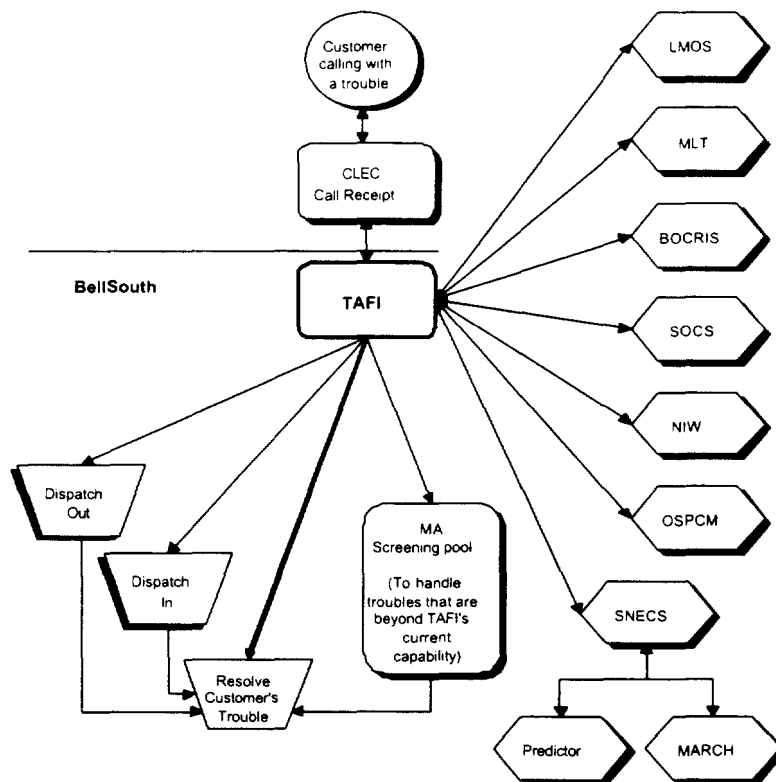 Customer
calling with
a trouble
CLEC
Call Receipt
BellSouth
TAFI
LMOS
MLT
BOCRIS
SOCS
NIW
OSPCM
SNECS
Predictor
MARCH
Dispatch
Out
Dispatch
In
MA
Screening pool
(To handle
troubles that are
beyond TAFI's
current
capability)
Resolve
Customer's
Trouble